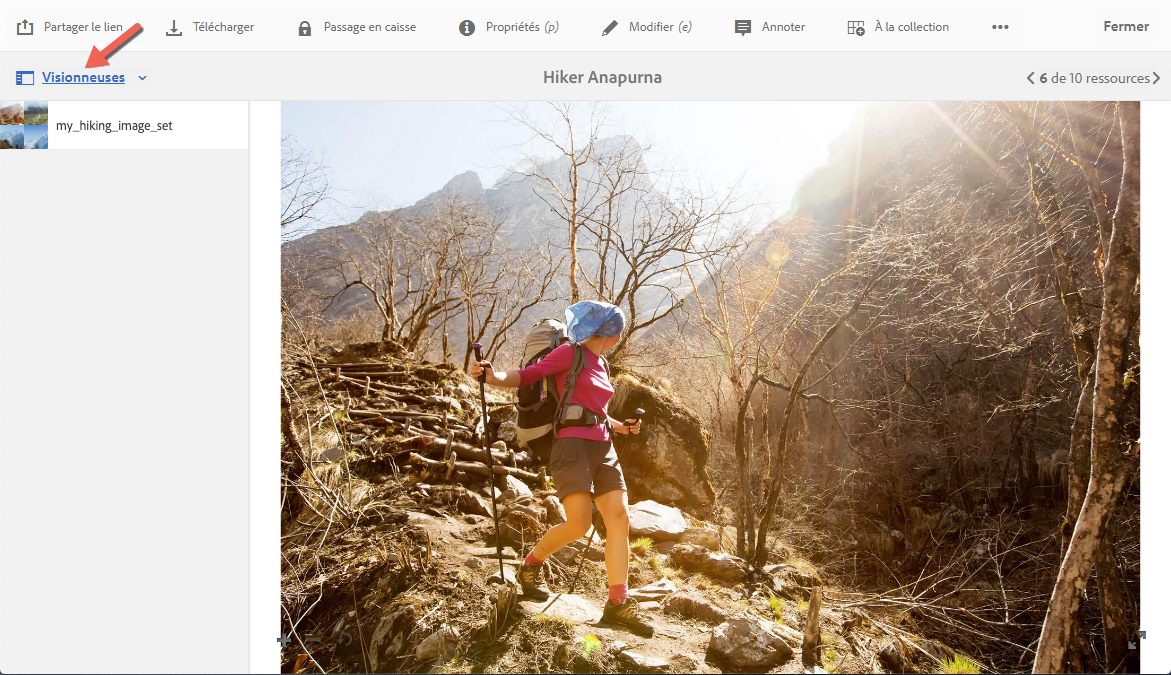 Partager le lien Télécharger Passage en caisse Propriétés (p) Modifier (e) Annoter À la collection ••• Fermer
Visionneuses Hiker Anapurna 6 de 10 ressources
my_hiking_image_set